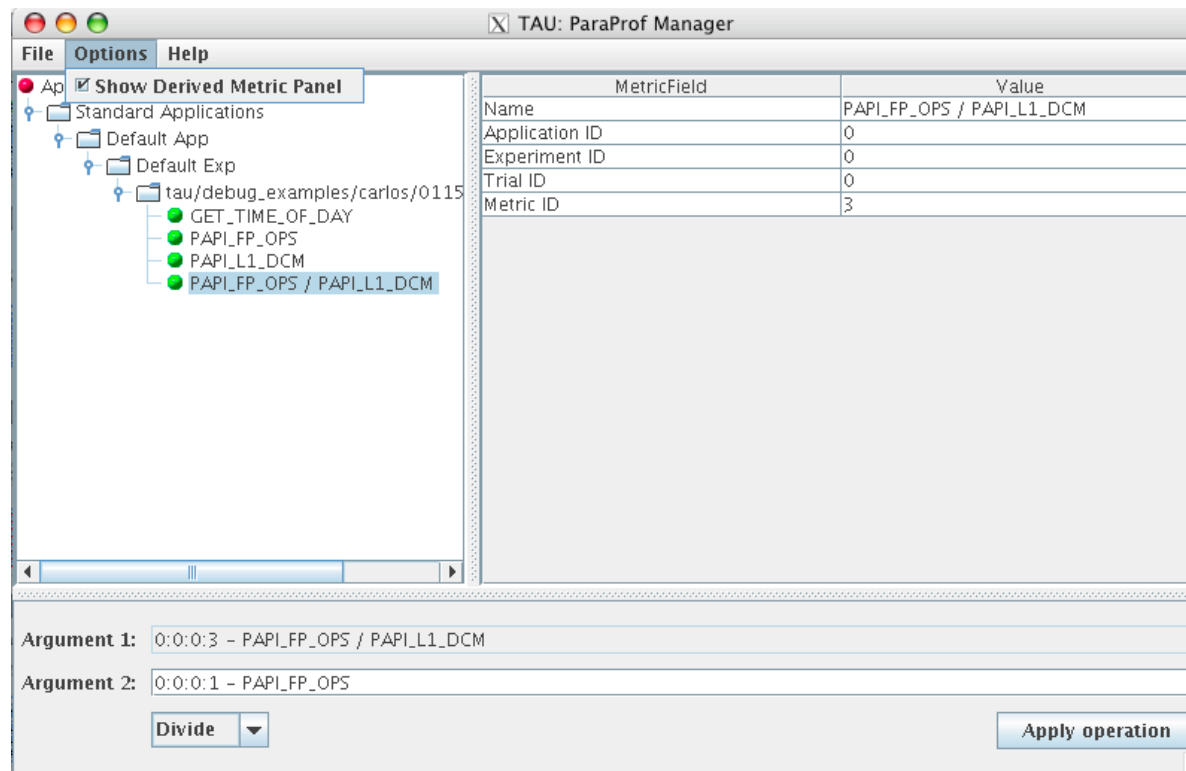 TAU: ParaProf Manager
File Options Help
Show Derived Metric Panel
Ap
Standard Applications
Default App
Default Exp
tau/debug_examples/carlos/0115
GET_TIME_OF_DAY
PAPI_FP_OPS
PAPI_L1_DCM
PAPI_FP_OPS / PAPI_L1_DCM
MetricField Value
Name PAPI_FP_OPS / PAPI_L1_DCM
Application ID 0
Experiment ID 0
Trial ID 0
Metric ID 3
Argument 1: 0:0:0:3 - PAPI_FP_OPS / PAPI_L1_DCM
Argument 2: 0:0:0:1 - PAPI_FP_OPS
Divide Apply operation